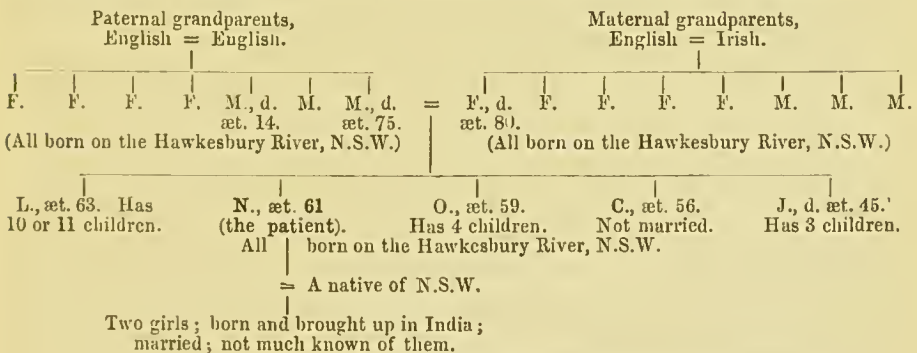 Paternal grandparents,
English = English.
Maternal grandparents,
English = Irish.
F. F. F. F. M., d. M. M., d. = F., d. F. F. F. F. M. M. M.
æt. 14. æt. 75. æt. 80.
(All born on the Hawkesbury River, N.S.W.) (All born on the Hawkesbury River, N.S.W.)
L., æt. 63. Has N., æt. 61 O., æt. 59. C., æt. 56. J., d. æt. 45.'
10 or 11 children. (the patient). Has 4 children. Not married. Has 3 children.
All born on the Hawkesbury River, N.S.W.
= A native of N.S.W.
Two girls; born and brought up in India;
married; not much known of them.